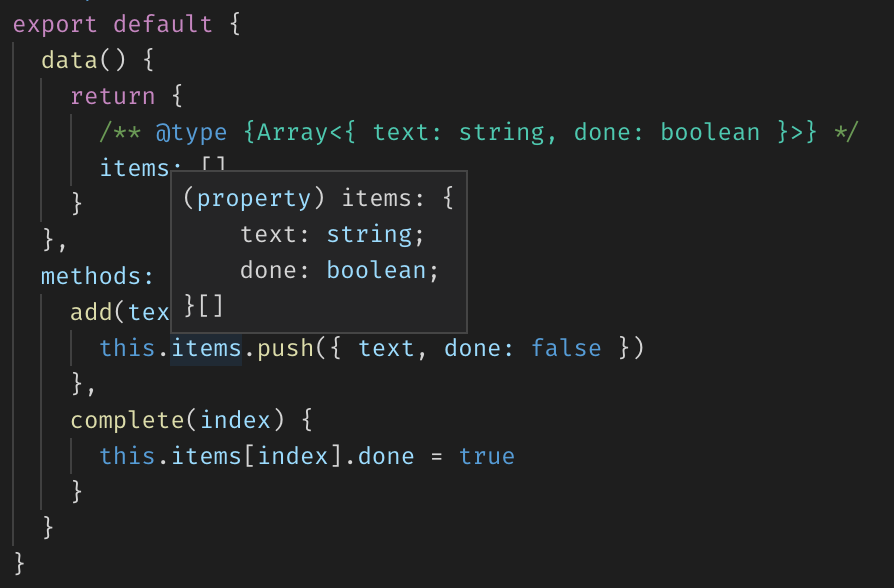 export default {
data() {
return {
/** @type {Array<{ text: string, done: boolean }>} */
items: []
(property) items: {
text: string;
done: boolean;
}[]
}
},
methods:
add(tex
this.items.push({ text, done: false })
},
complete(index) {
this.items[index].done = true
}
}
}